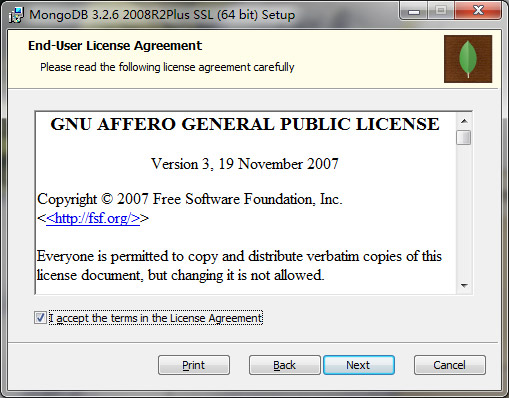 MongoDB 3.2.6 2008R2Plus SSL (64 bit) Setup
End-User License Agreement
Please read the following license agreement carefully
GNU AFFERO GENERAL PUBLIC LICENSE
Version 3, 19 November 2007
Copyright © 2007 Free Software Foundation, Inc.
<<http://fsf.org/>>
Everyone is permitted to copy and distribute verbatim copies of this
license document, but changing it is not allowed.
I accept the terms in the License Agreement
Print Back Next Cancel